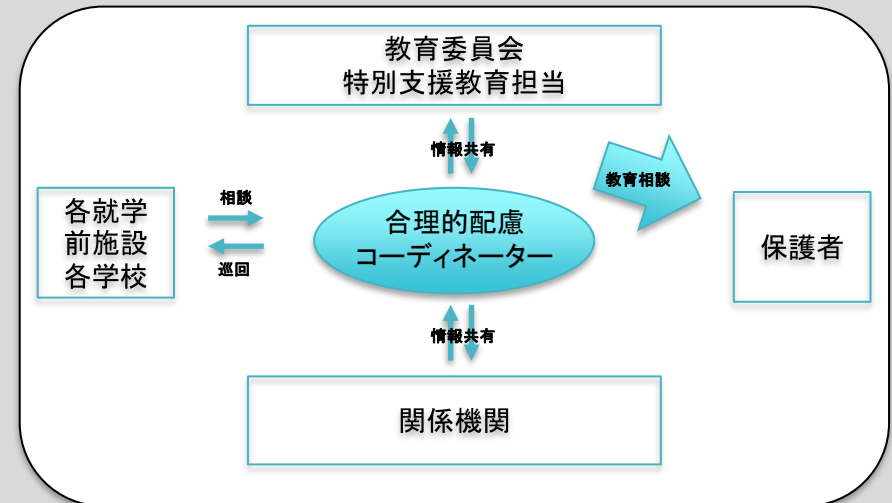 教育委員会
特別支援教育担当
情報共有
教育相談
各就学
前施設
各学校
相談
巡回
合理的配慮
コーディネーター
保護者
情報共有
関係機関